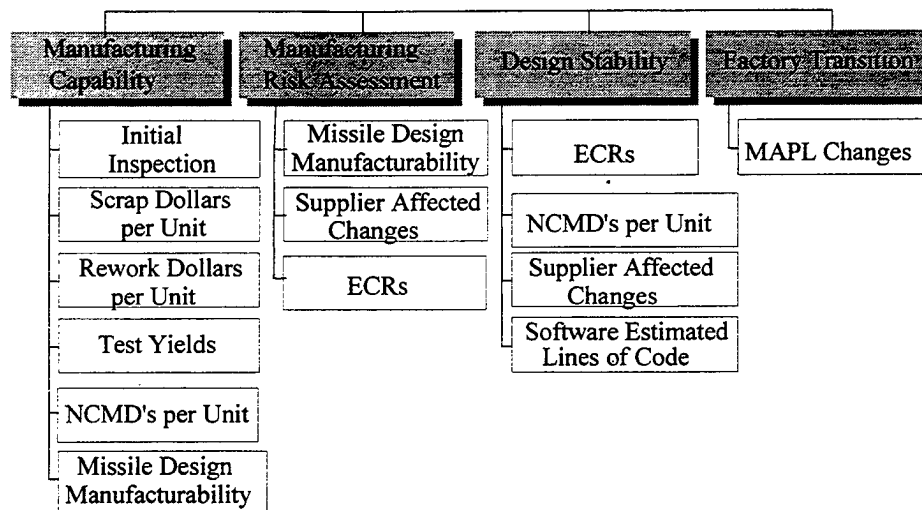 Manufacturing
Capability
Initial
Inspection
Scrap Dollars
per Unit
Rework Dollars
per Unit
Test Yields
NCMD's per Unit
Missile Design
Manufacturability
Manufacturing
Risk Assessment
Missile Design
Manufacturability
Supplier Affected
Changes
ECRs
Design Stability
ECRs
NCMD's per Unit
Supplier Affected
Changes
Software Estimated
Lines of Code
Factory Transition
MAPL Changes